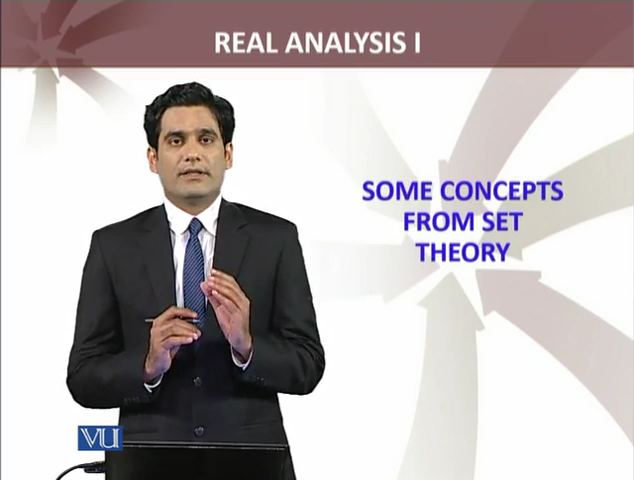 REAL ANALYSIS I
SOME CONCEPTS
FROM SET
THEORY
VU